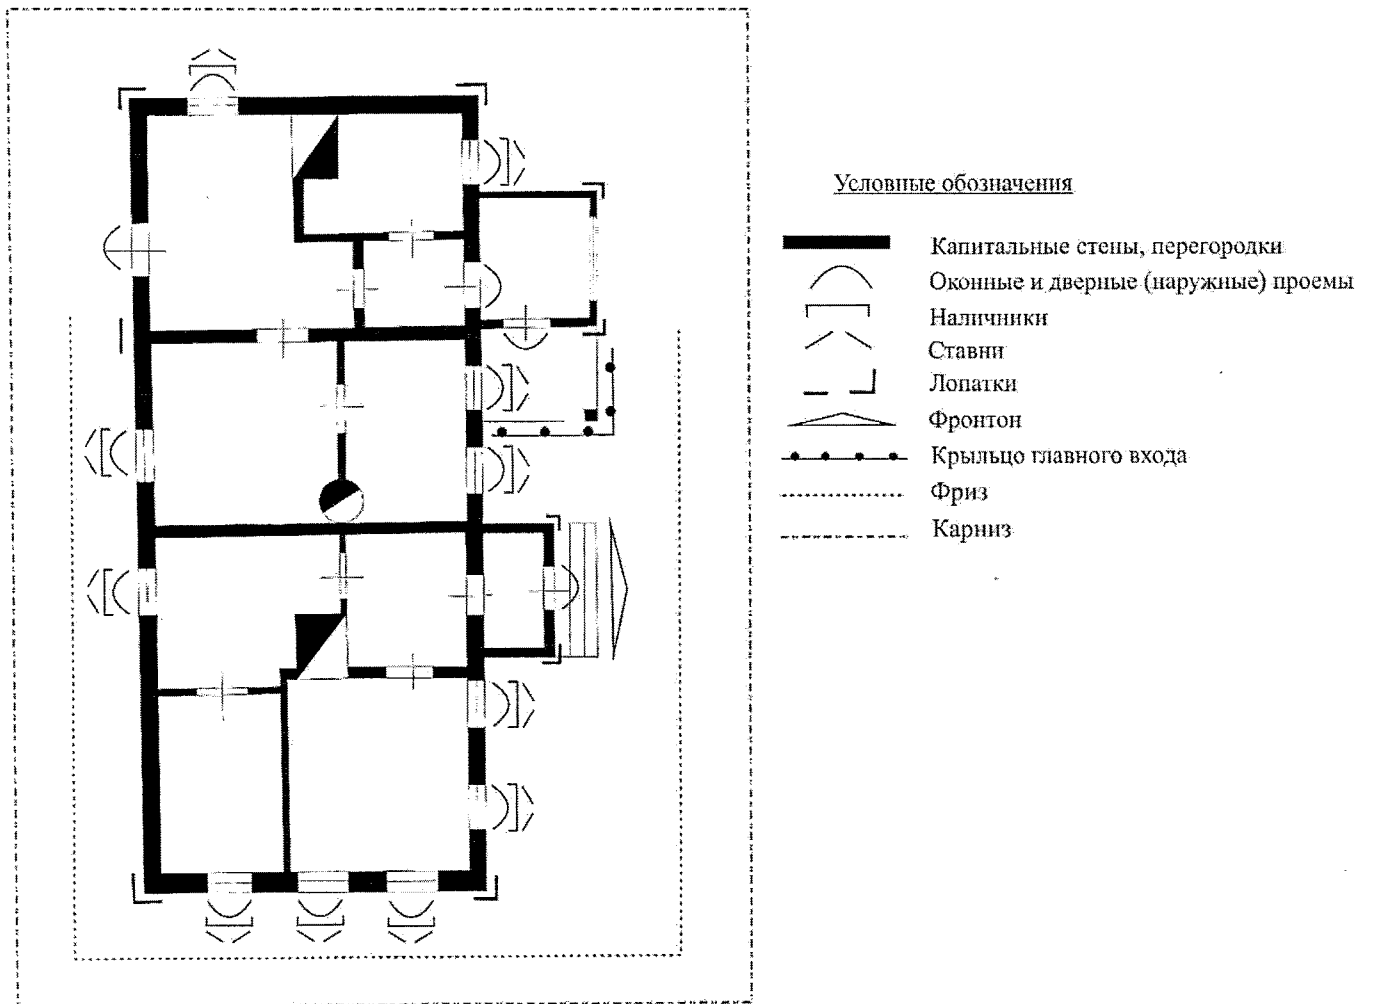 Условные обозначения
Капитальные стены, перегородки
Оконные и дверные (наружные) проемы
Наличники
Ставни
Лопатки
Фронтон
Крыльцо главного входа
Фриз
Карниз